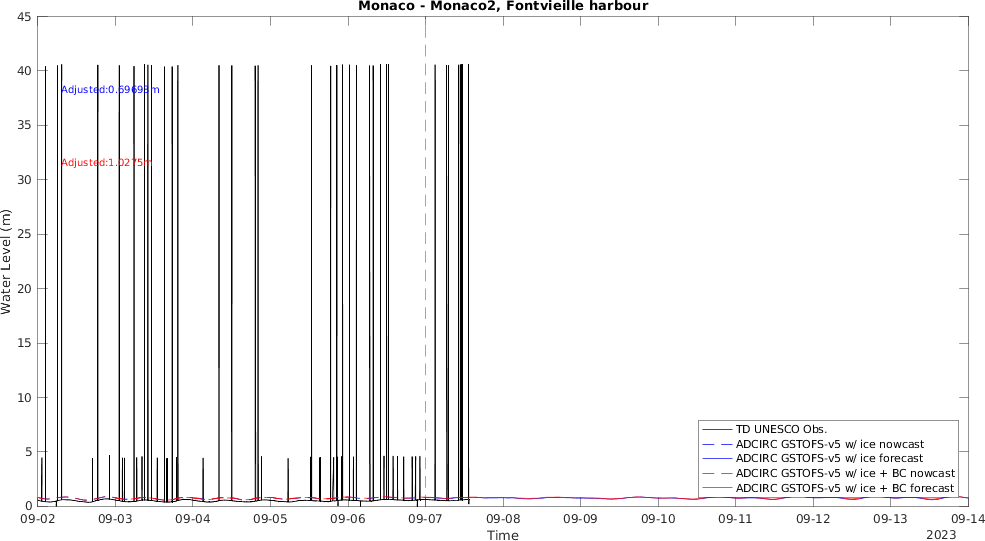 Monaco - Monaco2, Fontvieille harbour
45
40
35
30
25
20
15
10
5
0
Water Level (m)
Adjusted:1.0275m
TD UNESCO Obs.
ADCIRC GSTOFS-v5 w/ ice nowcast
ADCIRC GSTOFS-v5 w/ ice forecast
ADCIRC GSTOFS-v5 w/ ice + BC nowcast
ADCIRC GSTOFS-v5 w/ ice + BC forecast
09-02 09-03 09-04 09-05 09-06 09-07 09-08 09-09 09-10 09-11 09-12 09-13 09-14
Time
2023